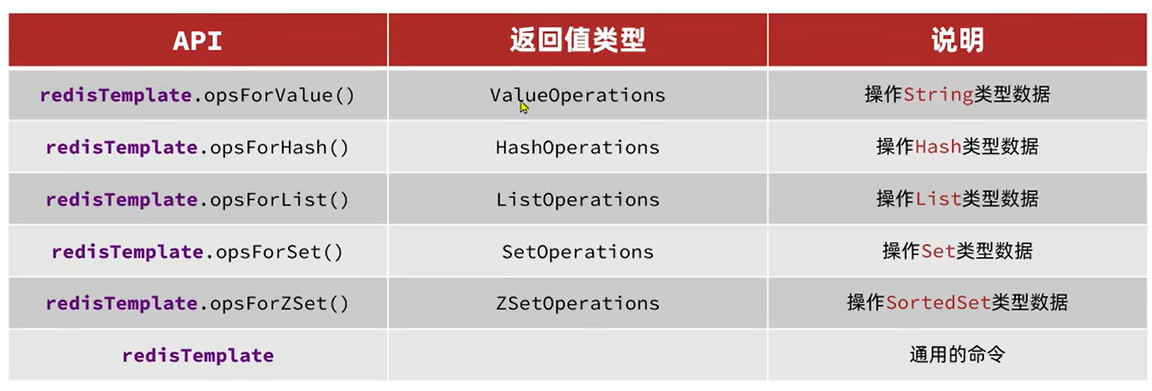 API 返回值类型 说明
redisTemplate.opsForValue() ValueOperations 操作String类型数据
redisTemplate.opsForHash() HashOperations 操作Hash类型数据
redisTemplate.opsForList() ListOperations 操作List类型数据
redisTemplate.opsForSet() SetOperations 操作Set类型数据
redisTemplate.opsForZSet() ZSetOperations 操作SortedSet类型数据
redisTemplate 通用的命令